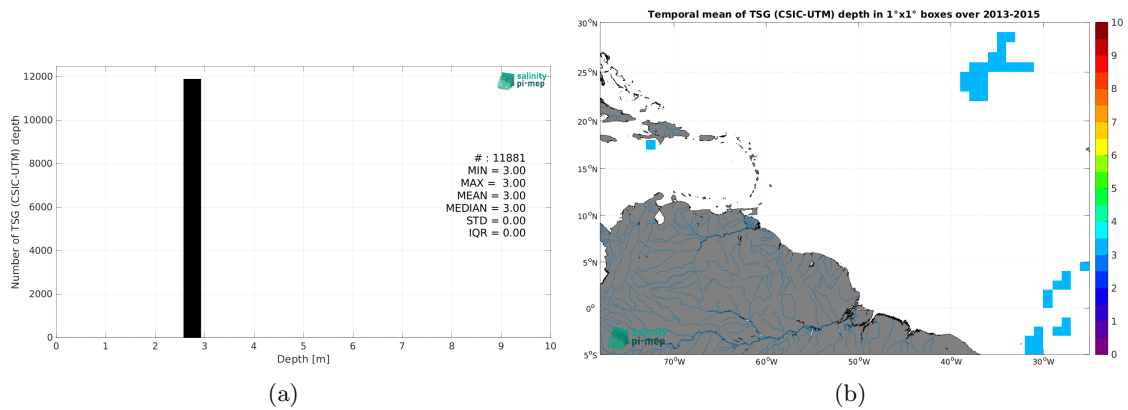 12000
10000
8000
6000
4000
2000
0
Number of TSG (CSIC-UTM) depth
salinity
pi-mep
# : 11881
MIN = 3.00
MAX = 3.00
MEAN = 3.00
MEDIAN = 3.00
STD = 0.00
IQR = 0.00
0 1 2 3 4 5 6 7 8 9 10
Depth [m]
(a)
Temporal mean of TSG (CSIC-UTM) depth in 1°x1° boxes over 2013-2015
30°N
25°N
20°N
15°N
10°N
5°N
0°
5°S
salinity
pi-mep
70°W 60°W 50°W 40°W 30°W
10
9
8
7
6
5
4
3
2
1
0
(b)